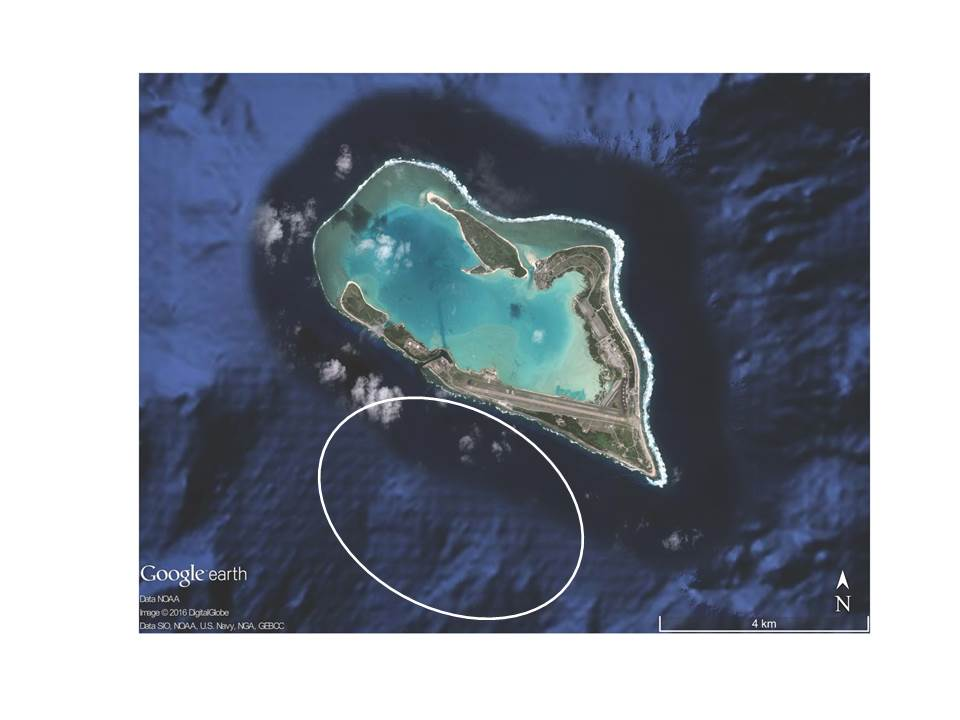 Google earth
Data NOAA
Image © 2016 DigitalGlobe
Data SIO, NOAA, U.S. Navy, NGA, GEBCO
N
4 km